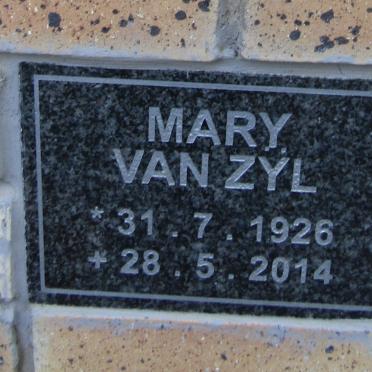 MARY
VAN ZYL
* 31 . 7 . 1926
+ 28 . 5 . 2014